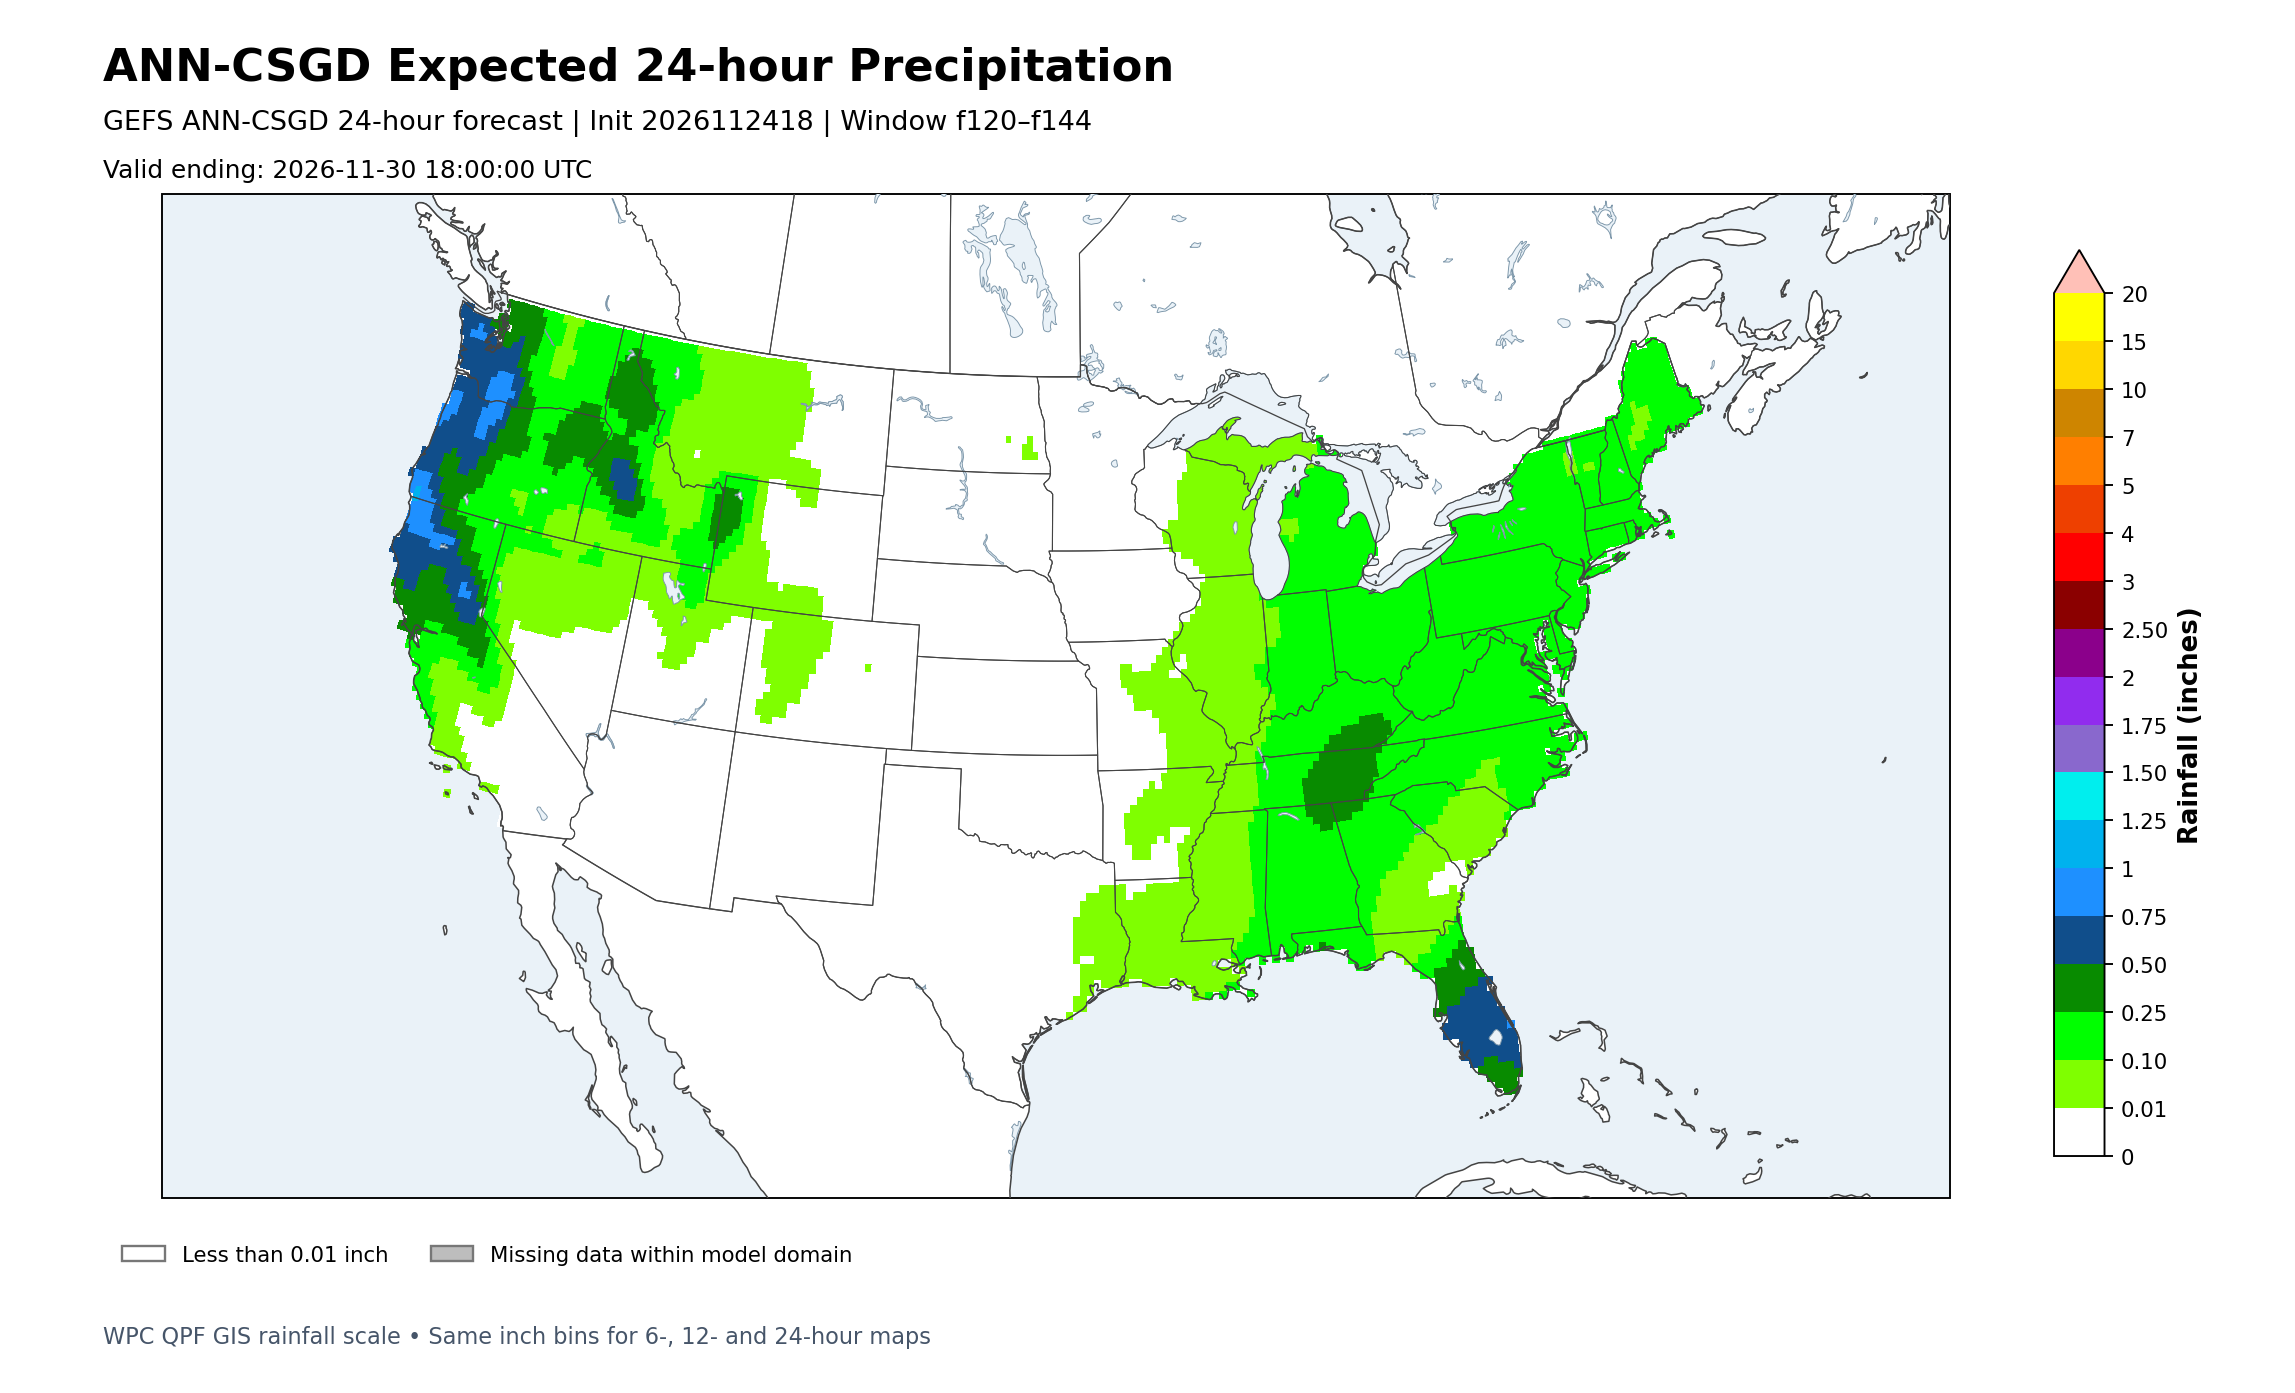 ANN-CSGD Expected 24-hour Precipitation
GEFS ANN-CSGD 24-hour forecast | Init 2026112418 | Window f120–f144
Valid ending: 2026-11-30 18:00:00 UTC
20
15
10
7
5
4
3
2.50
2
1.75
1.50
1.25
1
0.75
0.50
0.25
0.10
0.01
0
Rainfall (inches)
Less than 0.01 inch
Missing data within model domain
WPC QPF GIS rainfall scale • Same inch bins for 6-, 12- and 24-hour maps